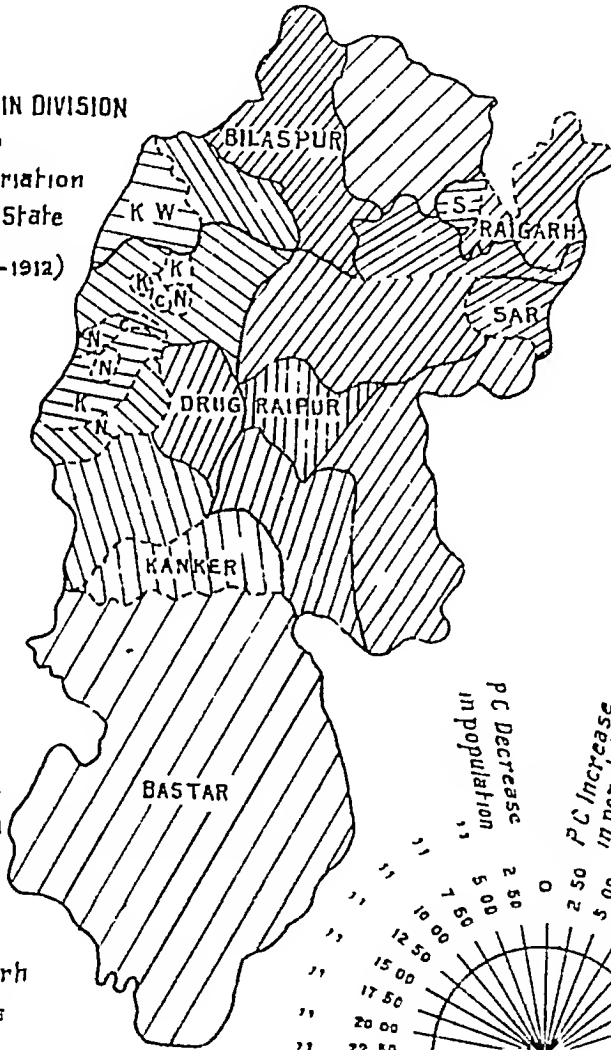 IN DIVISION
riation
State
-1912)
BILASPUR
K W
S
RAIGARH
K
K
C
N
SAR
C
N
N
K
N
DRUG
RAIPUR
KANKER
BASTAR
rh
P C Decrease
in population
P C Increase
,,
,,
,,
,,
,,
,,
,,
22 50
20 00
17 50
15 00
12 50
10 00
7 50
5 00
2 50
0
2 50
5 00